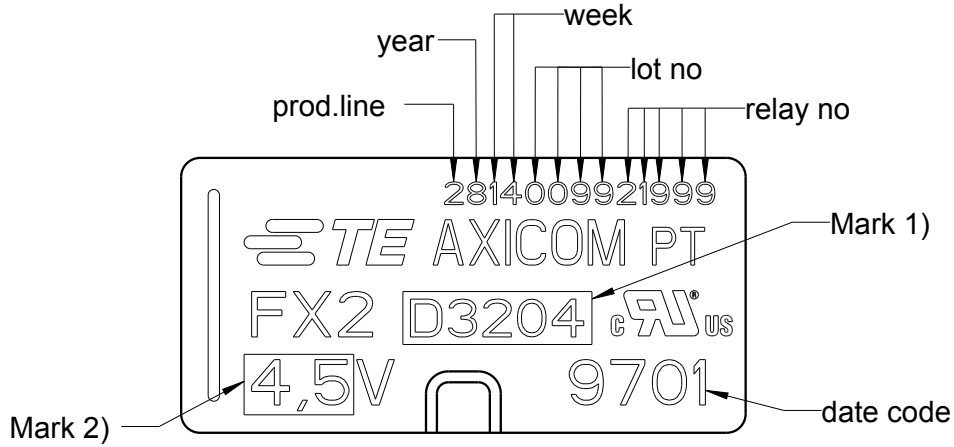 week
year
lot no
prod.line
relay no
2814009921999
TE AXICOM PT
Mark 1)
FX2 D3204 c RU® US
4,5V 9701
Mark 2)
date code